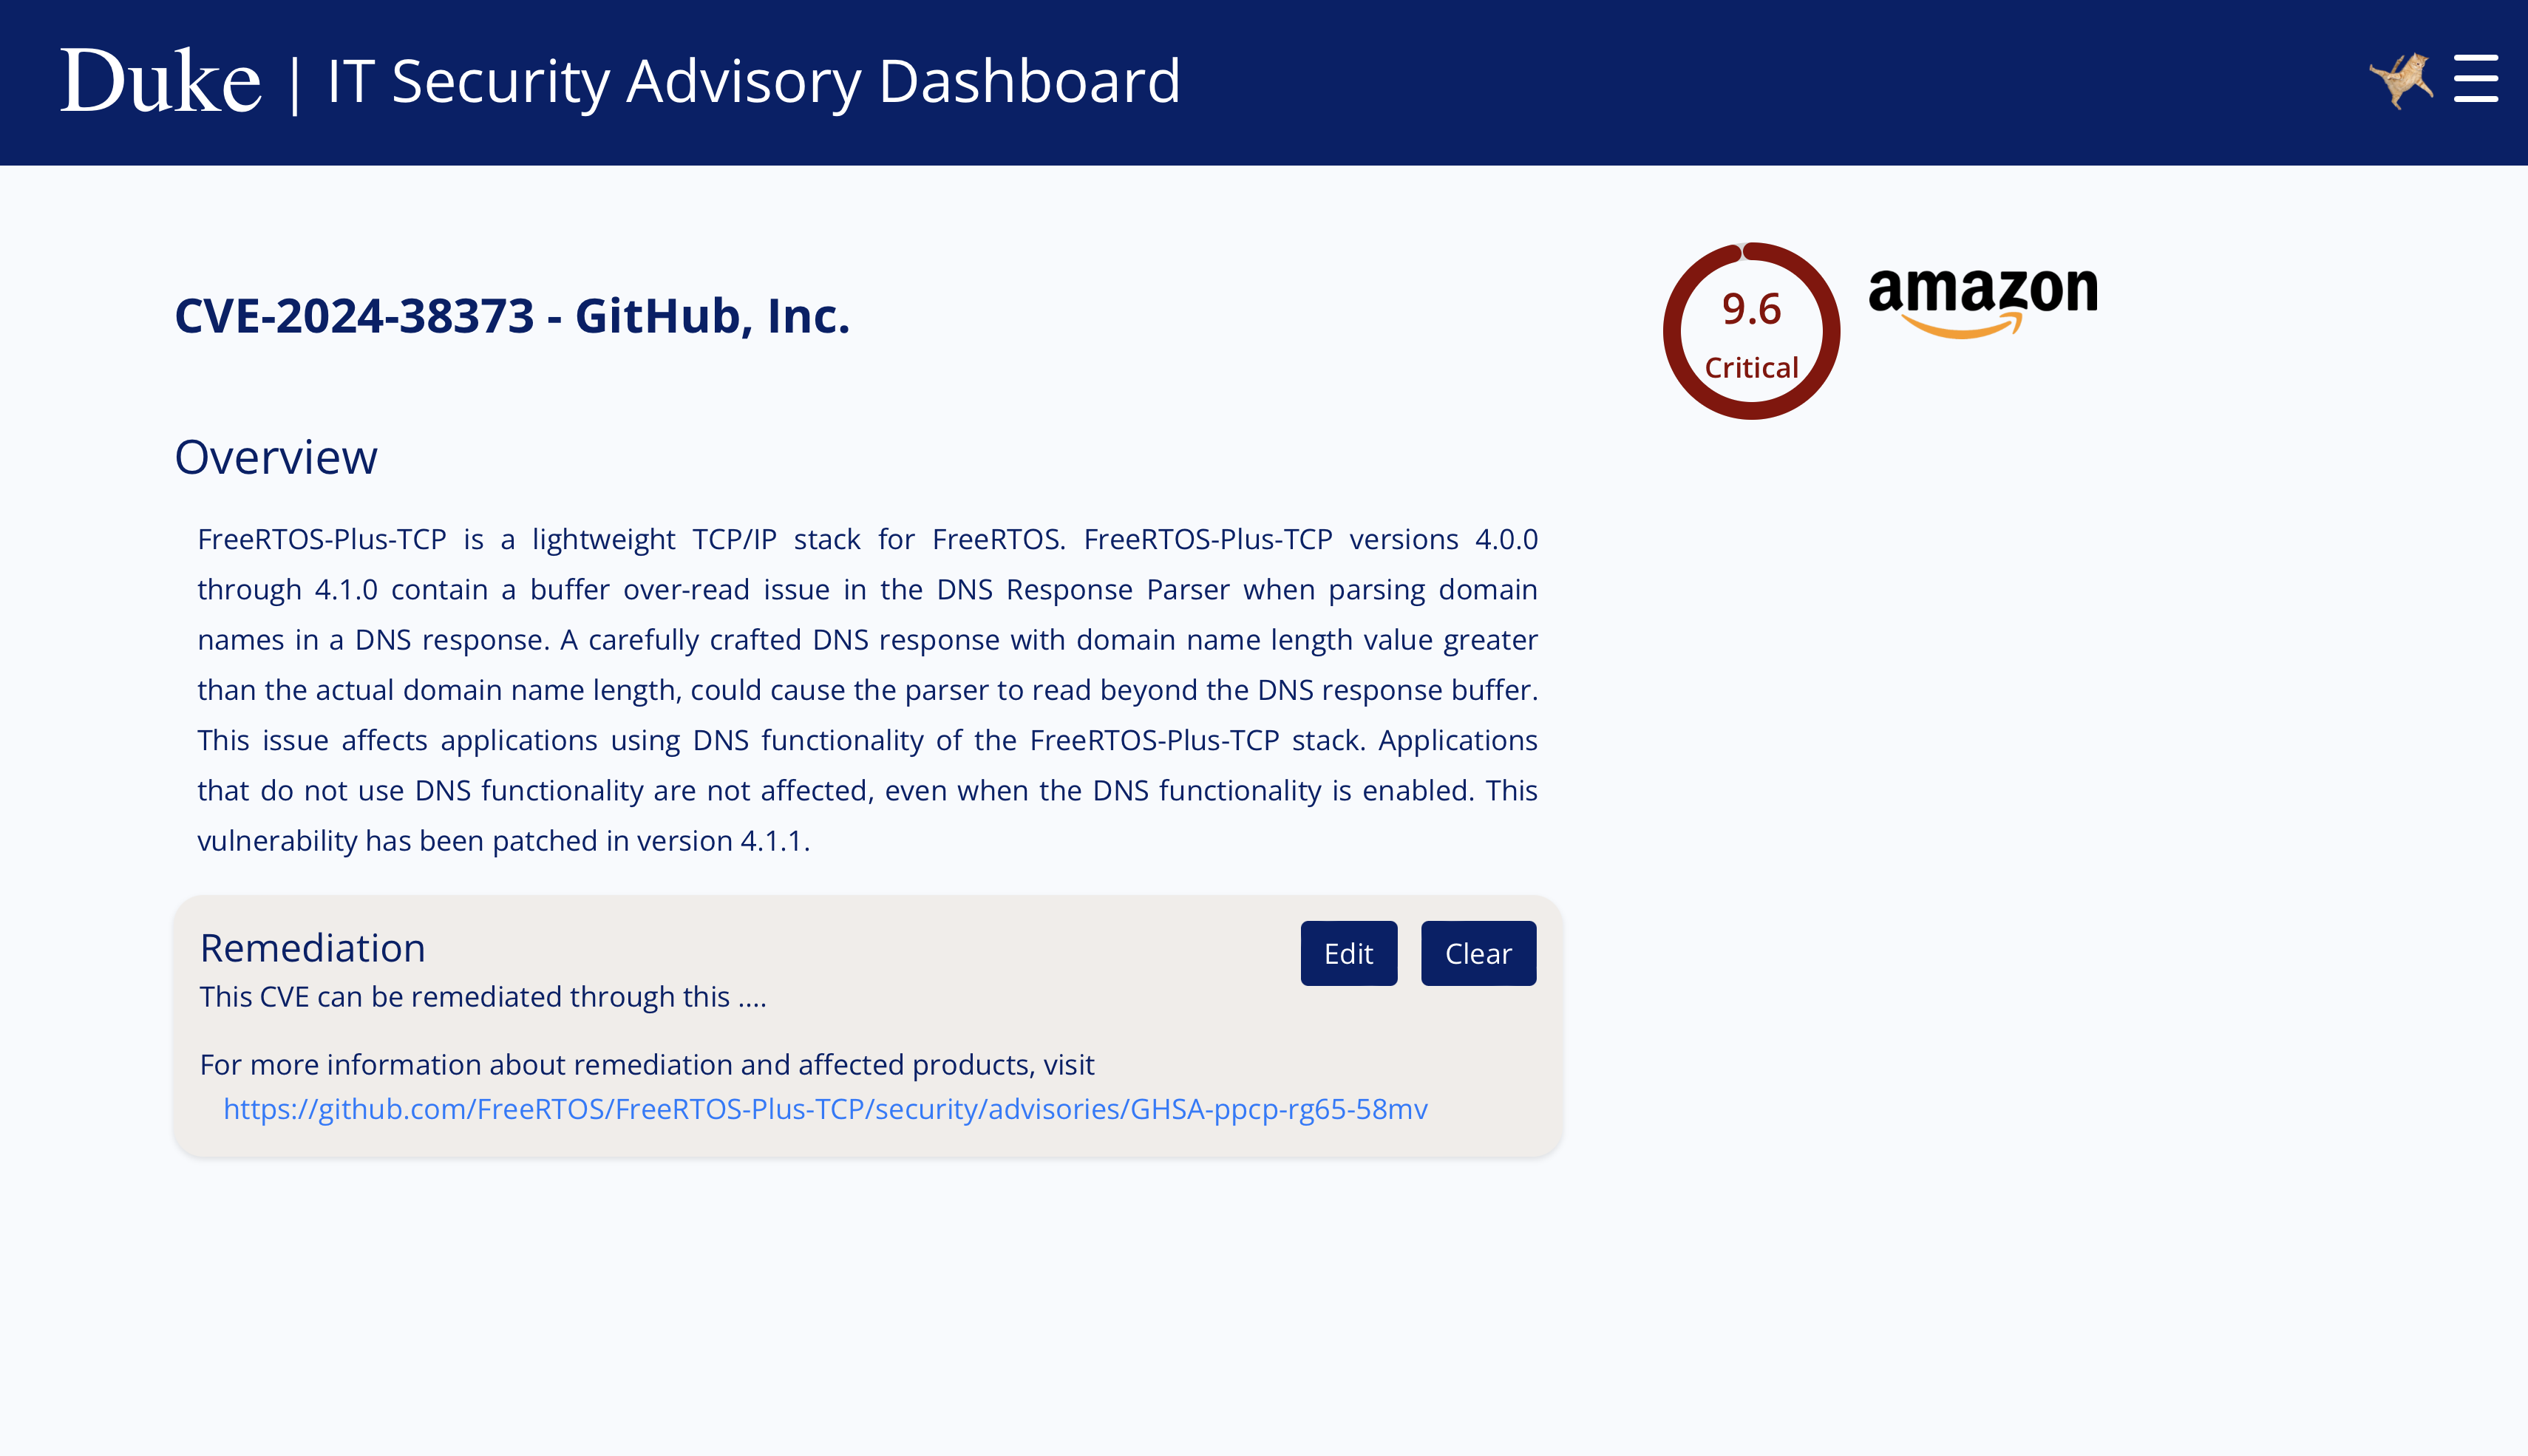 Duke | IT Security Advisory Dashboard
CVE-2024-38373 - GitHub, Inc.
9.6
Critical
amazon
Overview
FreeRTOS-Plus-TCP is a lightweight TCP/IP stack for FreeRTOS. FreeRTOS-Plus-TCP versions 4.0.0
through 4.1.0 contain a buffer over-read issue in the DNS Response Parser when parsing domain
names in a DNS response. A carefully crafted DNS response with domain name length value greater
than the actual domain name length, could cause the parser to read beyond the DNS response buffer.
This issue affects applications using DNS functionality of the FreeRTOS-Plus-TCP stack. Applications
that do not use DNS functionality are not affected, even when the DNS functionality is enabled. This
vulnerability has been patched in version 4.1.1.
Remediation
Edit
Clear
This CVE can be remediated through this ....
For more information about remediation and affected products, visit
https://github.com/FreeRTOS/FreeRTOS-Plus-TCP/security/advisories/GHSA-ppcp-rg65-58mv